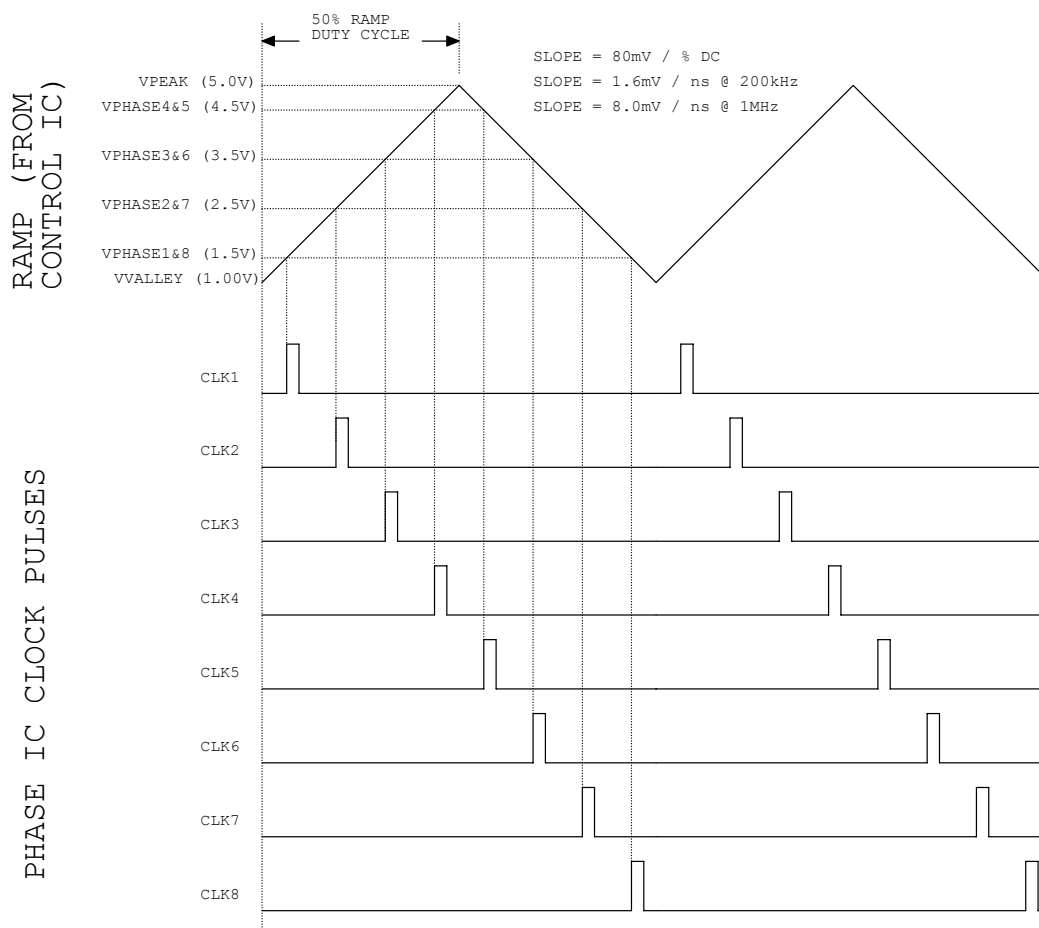 50% RAMP
DUTY CYCLE
SLOPE = 80mV / % DC
SLOPE = 1.6mV / ns @ 200kHz
SLOPE = 8.0mV / ns @ 1MHz
RAMP (FROM
CONTROL IC)
VPEAK (5.0V)
VPHASE4&5 (4.5V)
VPHASE3&6 (3.5V)
VPHASE2&7 (2.5V)
VPHASE1&8 (1.5V)
VVALLEY (1.00V)
PHASE IC CLOCK PULSES
CLK1
CLK2
CLK3
CLK4
CLK5
CLK6
CLK7
CLK8